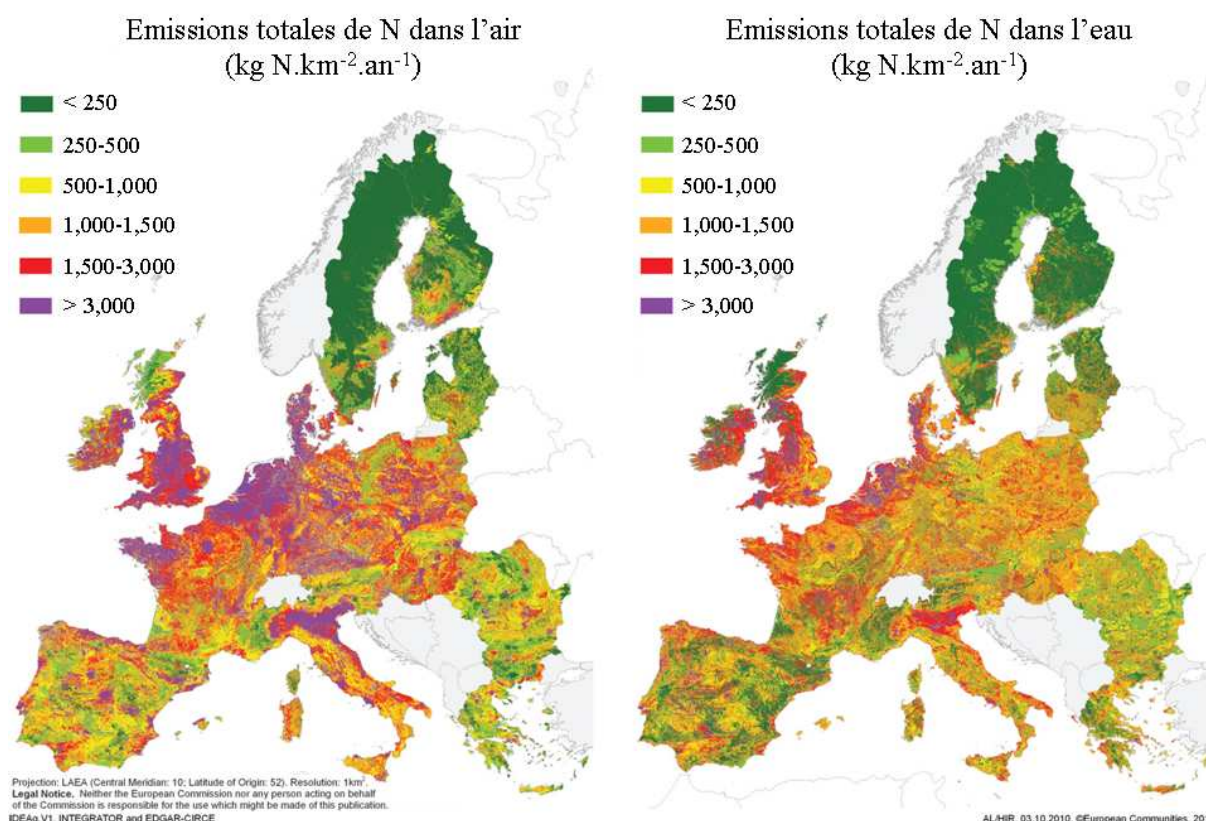 Emissions totales de N dans l’air
(kg N.km⁻².an⁻¹)
< 250
250-500
500-1,000
1,000-1,500
1,500-3,000
> 3,000
Projection: LAEA (Central Meridian: 10; Latitude of Origin: 52). Resolution: 1km².
Legal Notice. Neither the European Commission nor any person acting on behalf
of the Commission is responsible for the use which might be made of this publication.
IDEAg V1, INTEGRATOR and EDGAR-CIRCE
Emissions totales de N dans l’eau
(kg N.km⁻².an⁻¹)
< 250
250-500
500-1,000
1,000-1,500
1,500-3,000
> 3,000
AL/HIR 03.10.2010 ©European Communities, 201